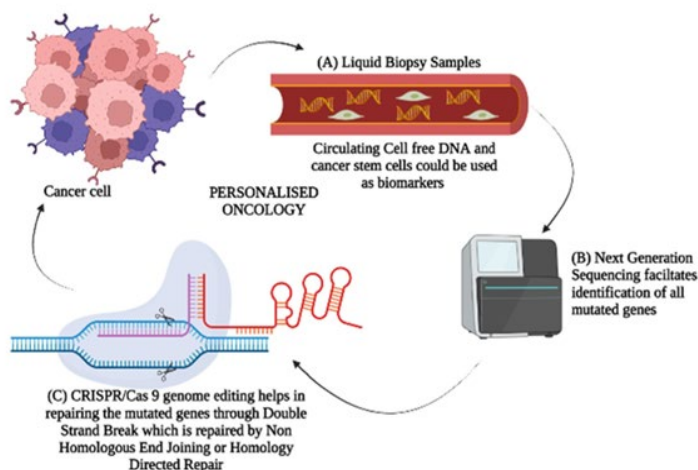 (A) Liquid Biopsy Samples
Circulating Cell free DNA and
cancer stem cells could be used
as biomarkers
Cancer cell
PERSONALISED
ONCOLOGY
(B) Next Generation
Sequencing faciltates
identification of all
mutated genes
(C) CRISPR/Cas 9 genome editing helps in
repairing the mutated genes through Double
Strand Break which is repaired by Non
Homologous End Joining or Homology
Directed Repair